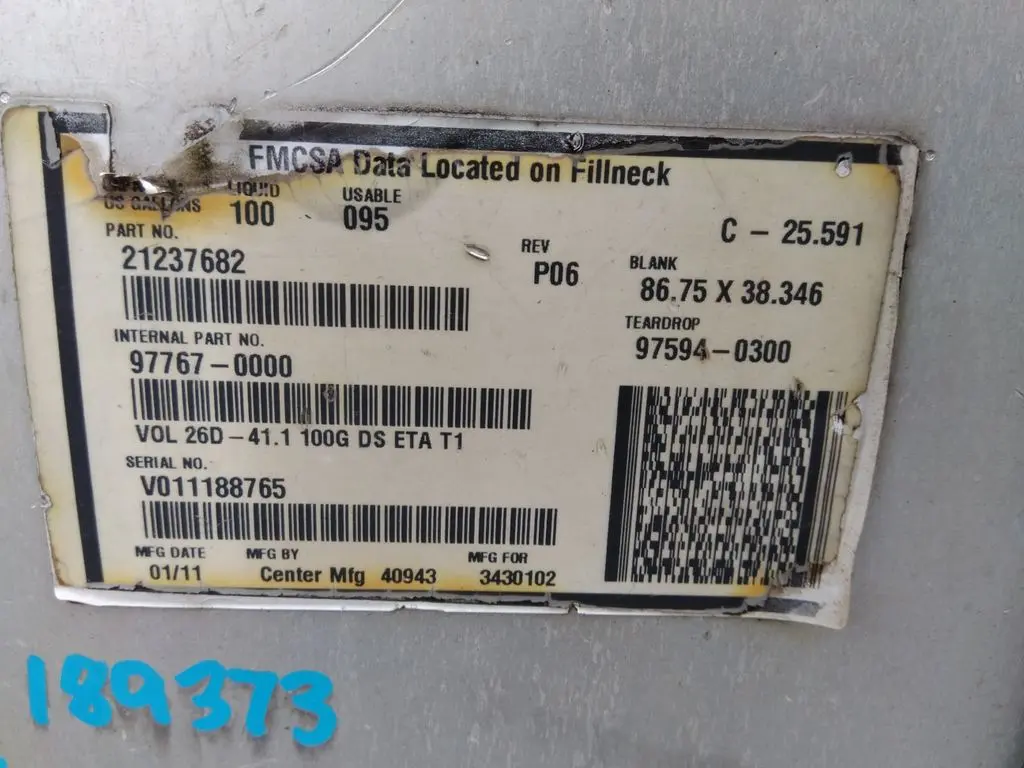 FMCSA Data Located on Fillneck
LIQUID USABLE
US GALLONS 100 095
C - 25.591
PART NO.
21237682
REV
P06
BLANK
86.75 X 38.346
INTERNAL PART NO.
97767-0000
TEARDROP
97594-0300
VOL 26D-41.1 100G DS ETA T1
SERIAL NO.
V011188765
MFG DATE MFG BY MFG FOR
01/11 Center Mfg 40943 3430102
189373